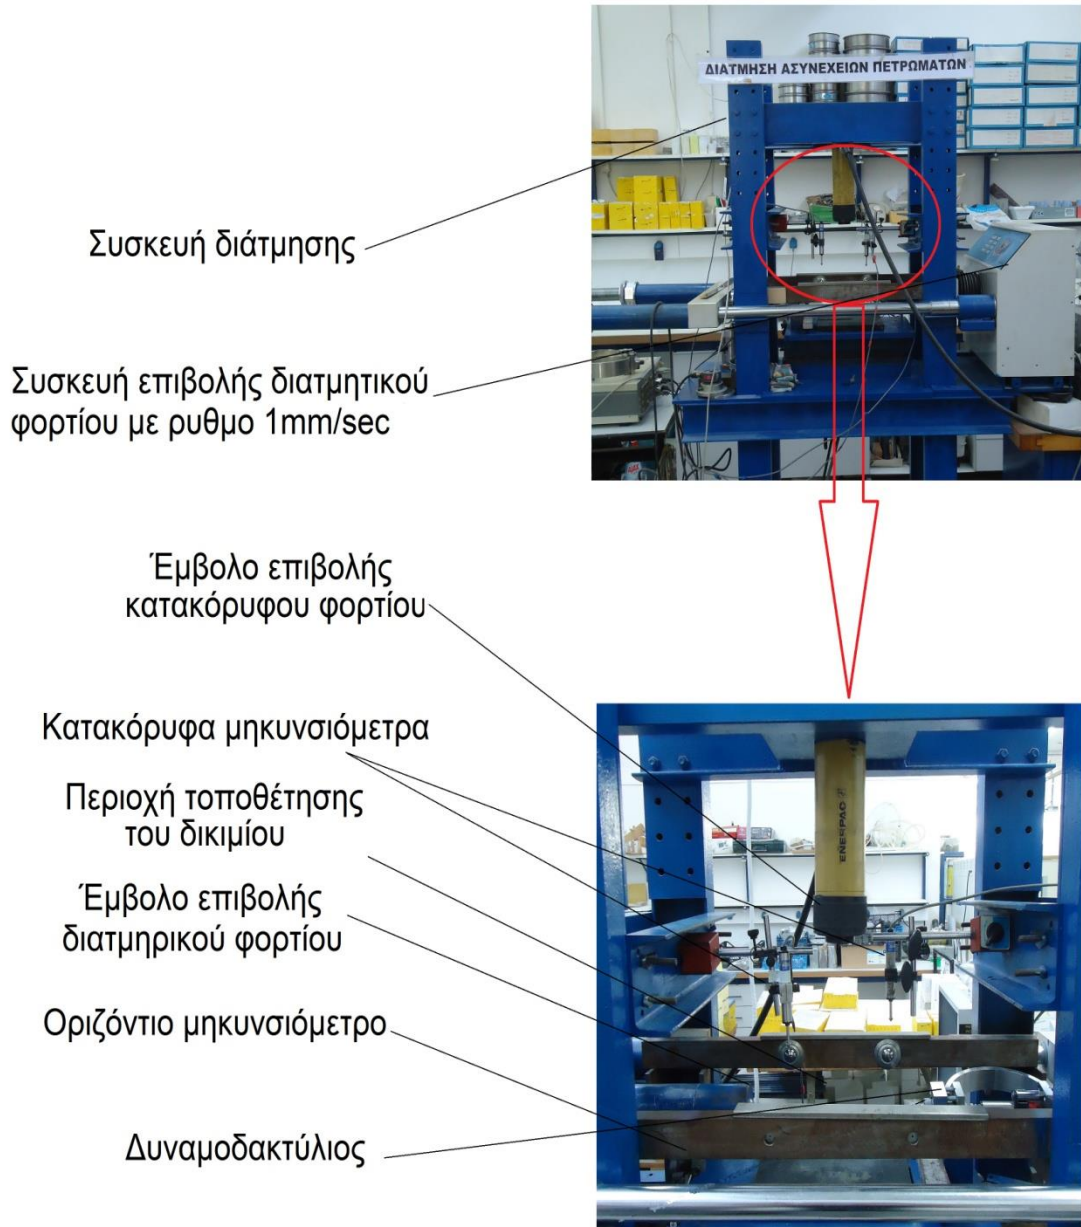 ΔΙΑΤΜΗΣΗ ΑΣΥΝΕΧΕΙΩΝ ΠΕΤΡΩΜΑΤΩΝ
Συσκευή διάτμησης
Συσκευή επιβολής διατμητικού
φορτίου με ρυθμο 1mm/sec
Έμβολο επιβολής
κατακόρυφου φορτίου
Κατακόρυφα μηκυνσιόμετρα
Περιοχή τοποθέτησης
του δικιμίου
Έμβολο επιβολής
διατμηρικού φορτίου
Οριζόντιο μηκυνσιόμετρο
Δυναμοδακτύλιος
ENERPAC